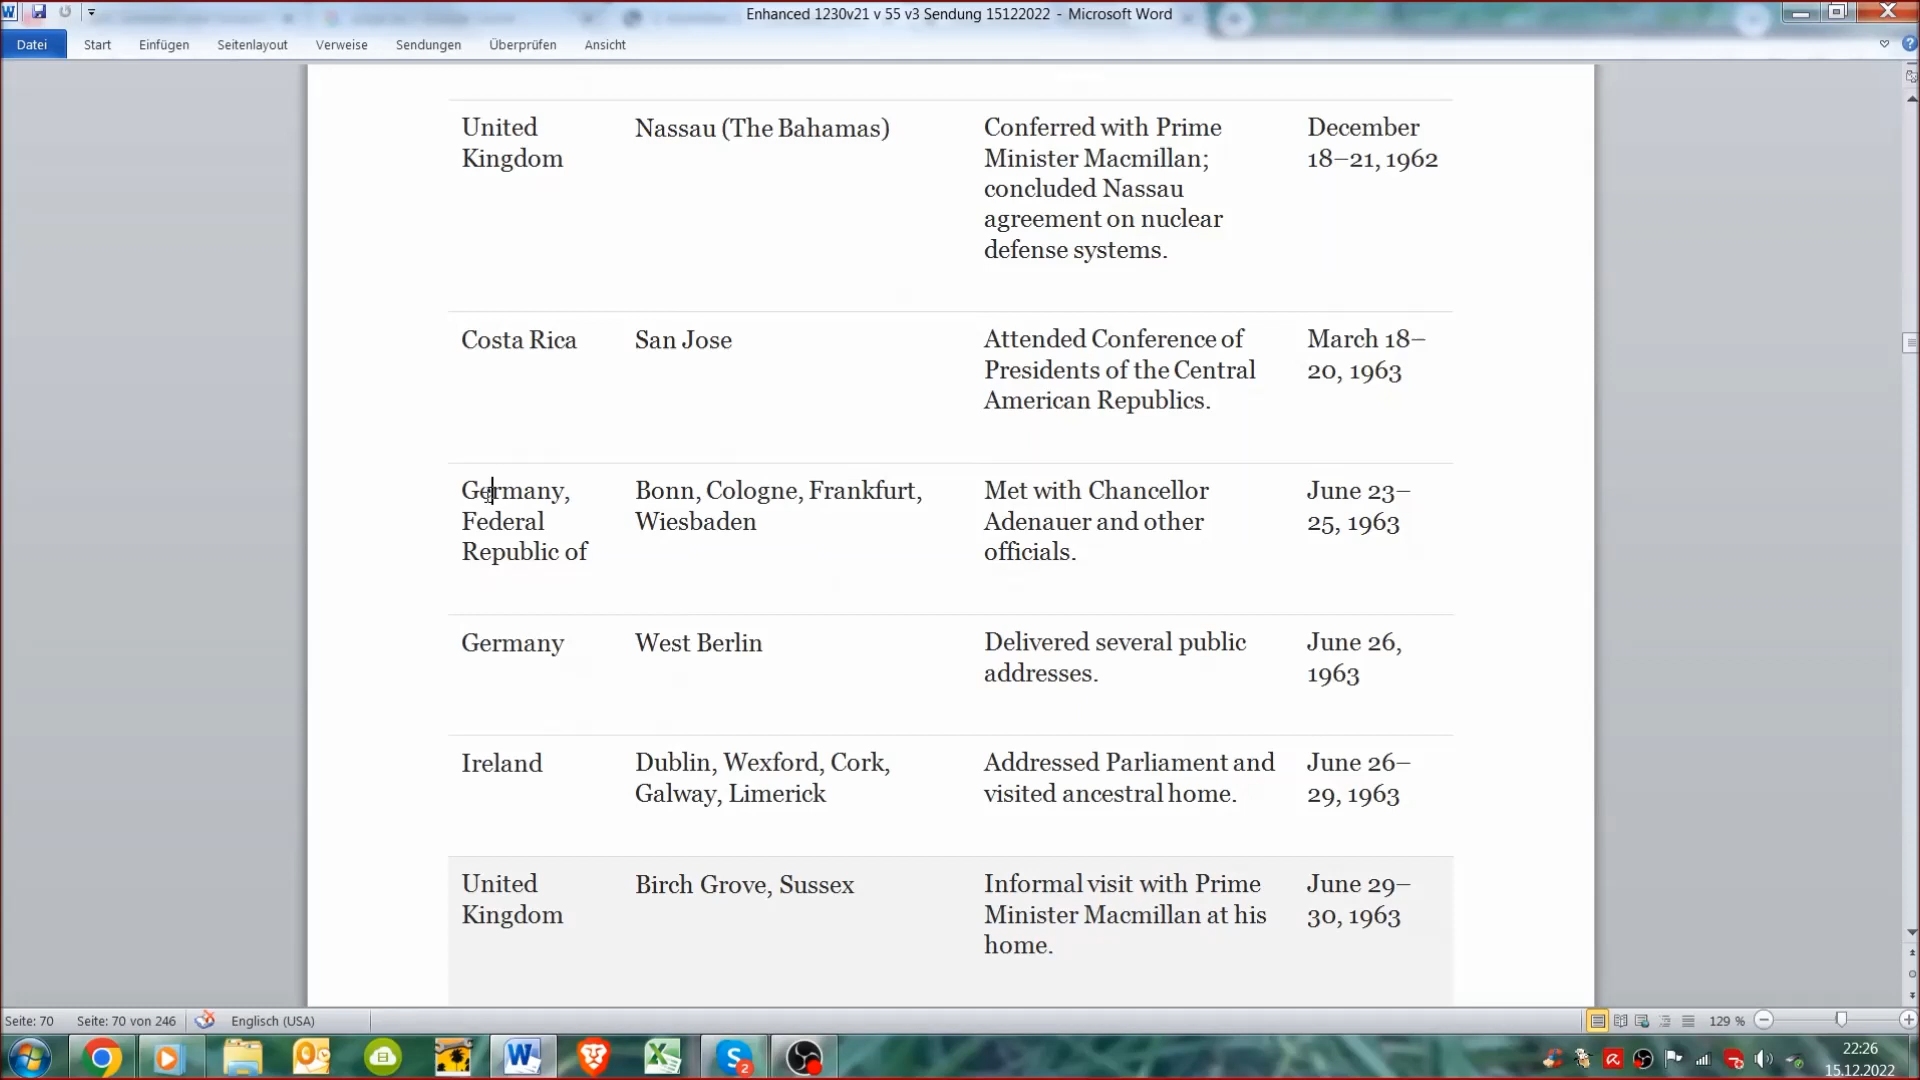 Enhanced 1230v21 v 55 v3 Sendung 15122022 - Microsoft Word
Datei Start Einfügen Seitenlayout Verweise Sendungen Überprüfen Ansicht
United Kingdom
Nassau (The Bahamas)
Conferred with Prime
Minister Macmillan;
concluded Nassau
agreement on nuclear
defense systems.
December
18–21, 1962
Costa Rica
San Jose
Attended Conference of
Presidents of the Central
American Republics.
March 18–
20, 1963
Germany,
Federal
Republic of
Bonn, Cologne, Frankfurt,
Wiesbaden
Met with Chancellor
Adenauer and other
officials.
June 23–
25, 1963
Germany
West Berlin
Delivered several public
addresses.
June 26,
1963
Ireland
Dublin, Wexford, Cork,
Galway, Limerick
Addressed Parliament and
visited ancestral home.
June 26–
29, 1963
United
Kingdom
Birch Grove, Sussex
Informal visit with Prime
Minister Macmillan at his
home.
June 29–
30, 1963
Seite: 70 Seite: 70 von 246 Englisch (USA) 129 %
22:26
15.12.2022